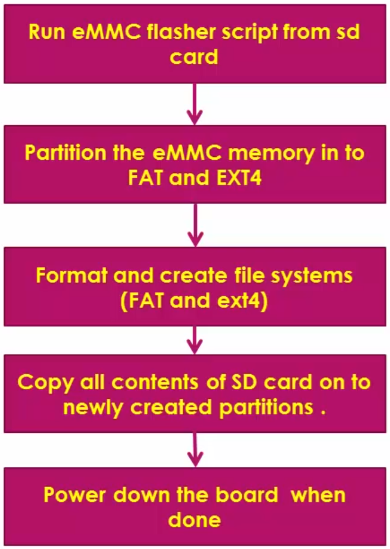 Run eMMC flasher script from sd
card
Partition the eMMC memory in to
FAT and EXT4
Format and create file systems
(FAT and ext4)
Copy all contents of SD card on to
newly created partitions .
Power down the board when
done